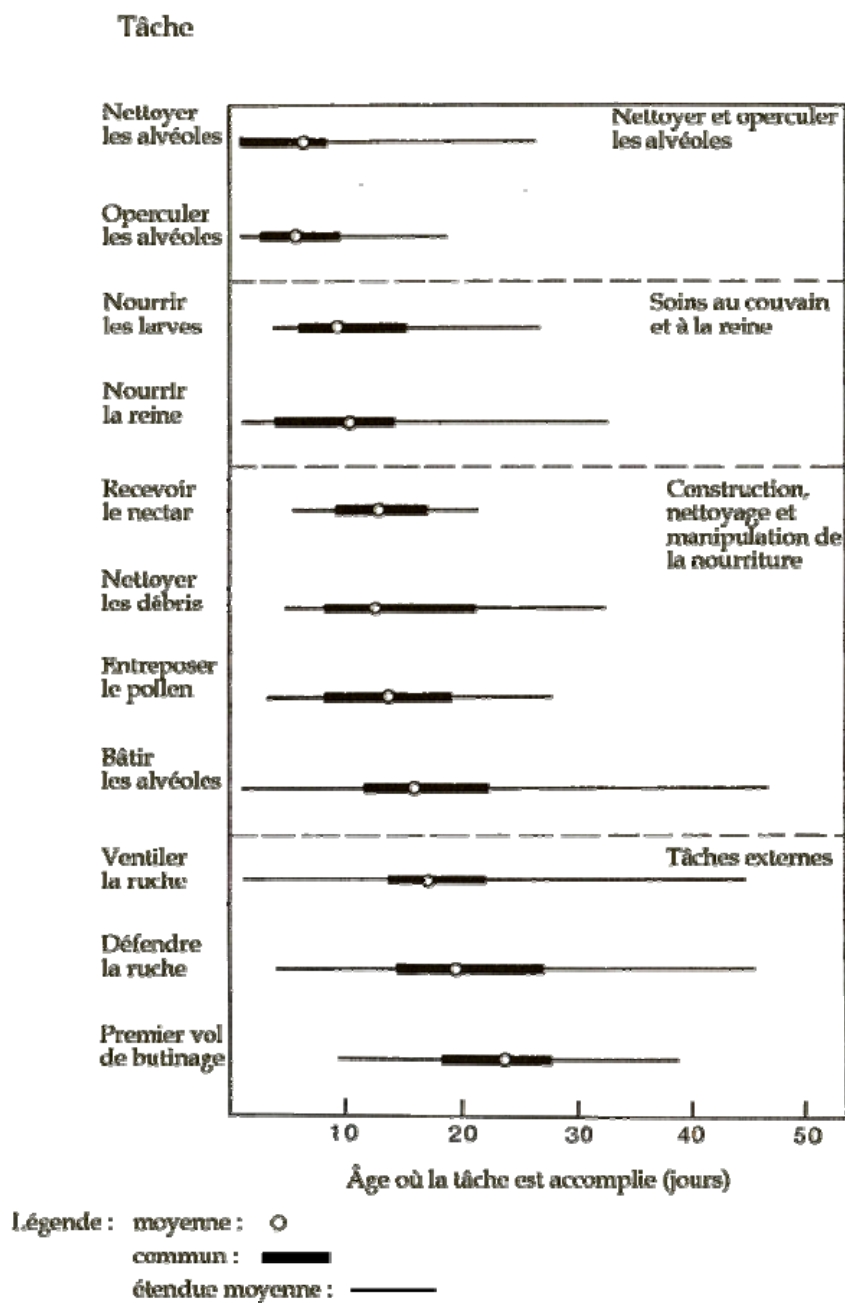 Tâche
Nettoyer
les alvéoles
Nettoyer et operculer
les alvéoles
Operculer
les alvéoles
Nourrir
les larves
Soins au couvain
et à la reine
Nourrir
la reine
Recevoir
le nectar
Construction,
nettoyage et
manipulation de
la nourriture
Nettoyer
les débris
Entreposer
le pollen
Bâtir
les alvéoles
Ventiler
la ruche
Tâches externes
Défendre
la ruche
Premier vol
de butinage
10 20 30 40 50
Âge où la tâche est accomplie (jours)
Légende : moyenne :
commun :
étendue moyenne :